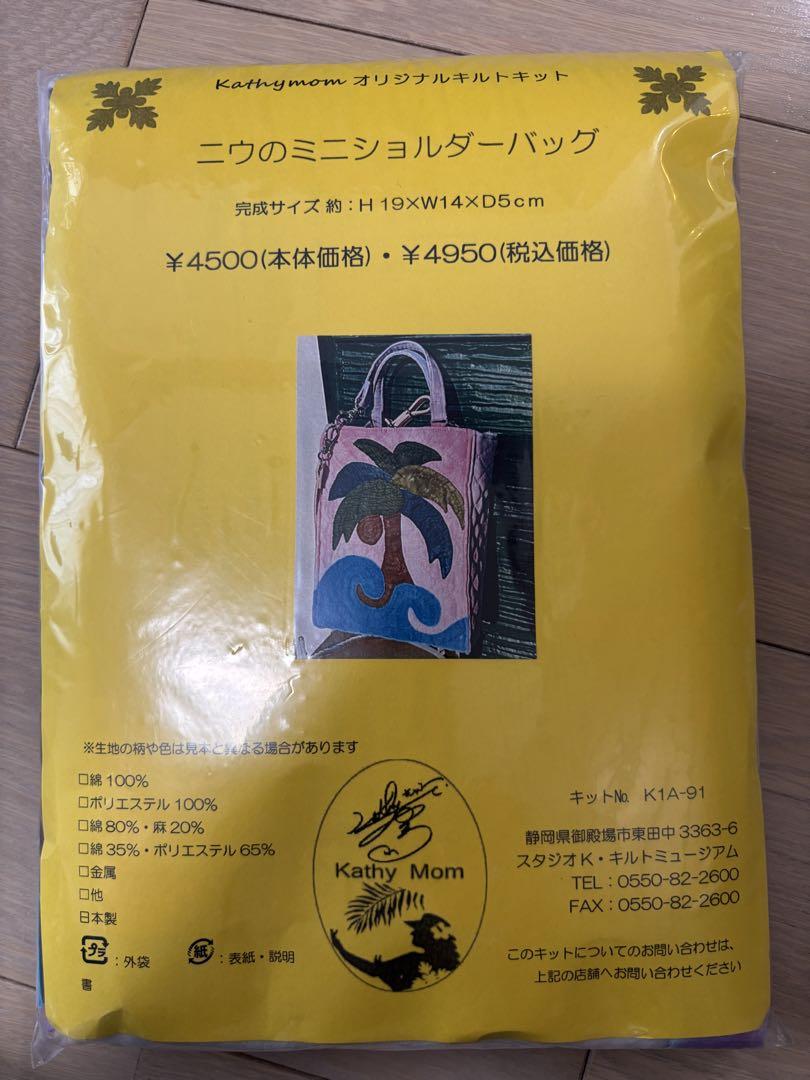 Kathymom オリジナルキルトキット
ニウのミニショルダーバッグ
完成サイズ 約：H 19×W14×D5cm
￥4500(本体価格)・￥4950(税込価格)
※生地の柄や色は見本と異なる場合があります
□綿 100%
□ポリエステル 100%
□綿 80%・麻 20%
□綿 35%・ポリエステル 65%
□金属
□他
日本製
プラ：外袋 紙：表紙・説明
書
Kathy Mom
キット№ K1A-91
静岡県御殿場市東田中 3363-6
スタジオ K・キルトミュージアム
TEL：0550-82-2600
FAX：0550-82-2600
このキットについてのお問い合わせは、
上記の店舗へお問い合わせください